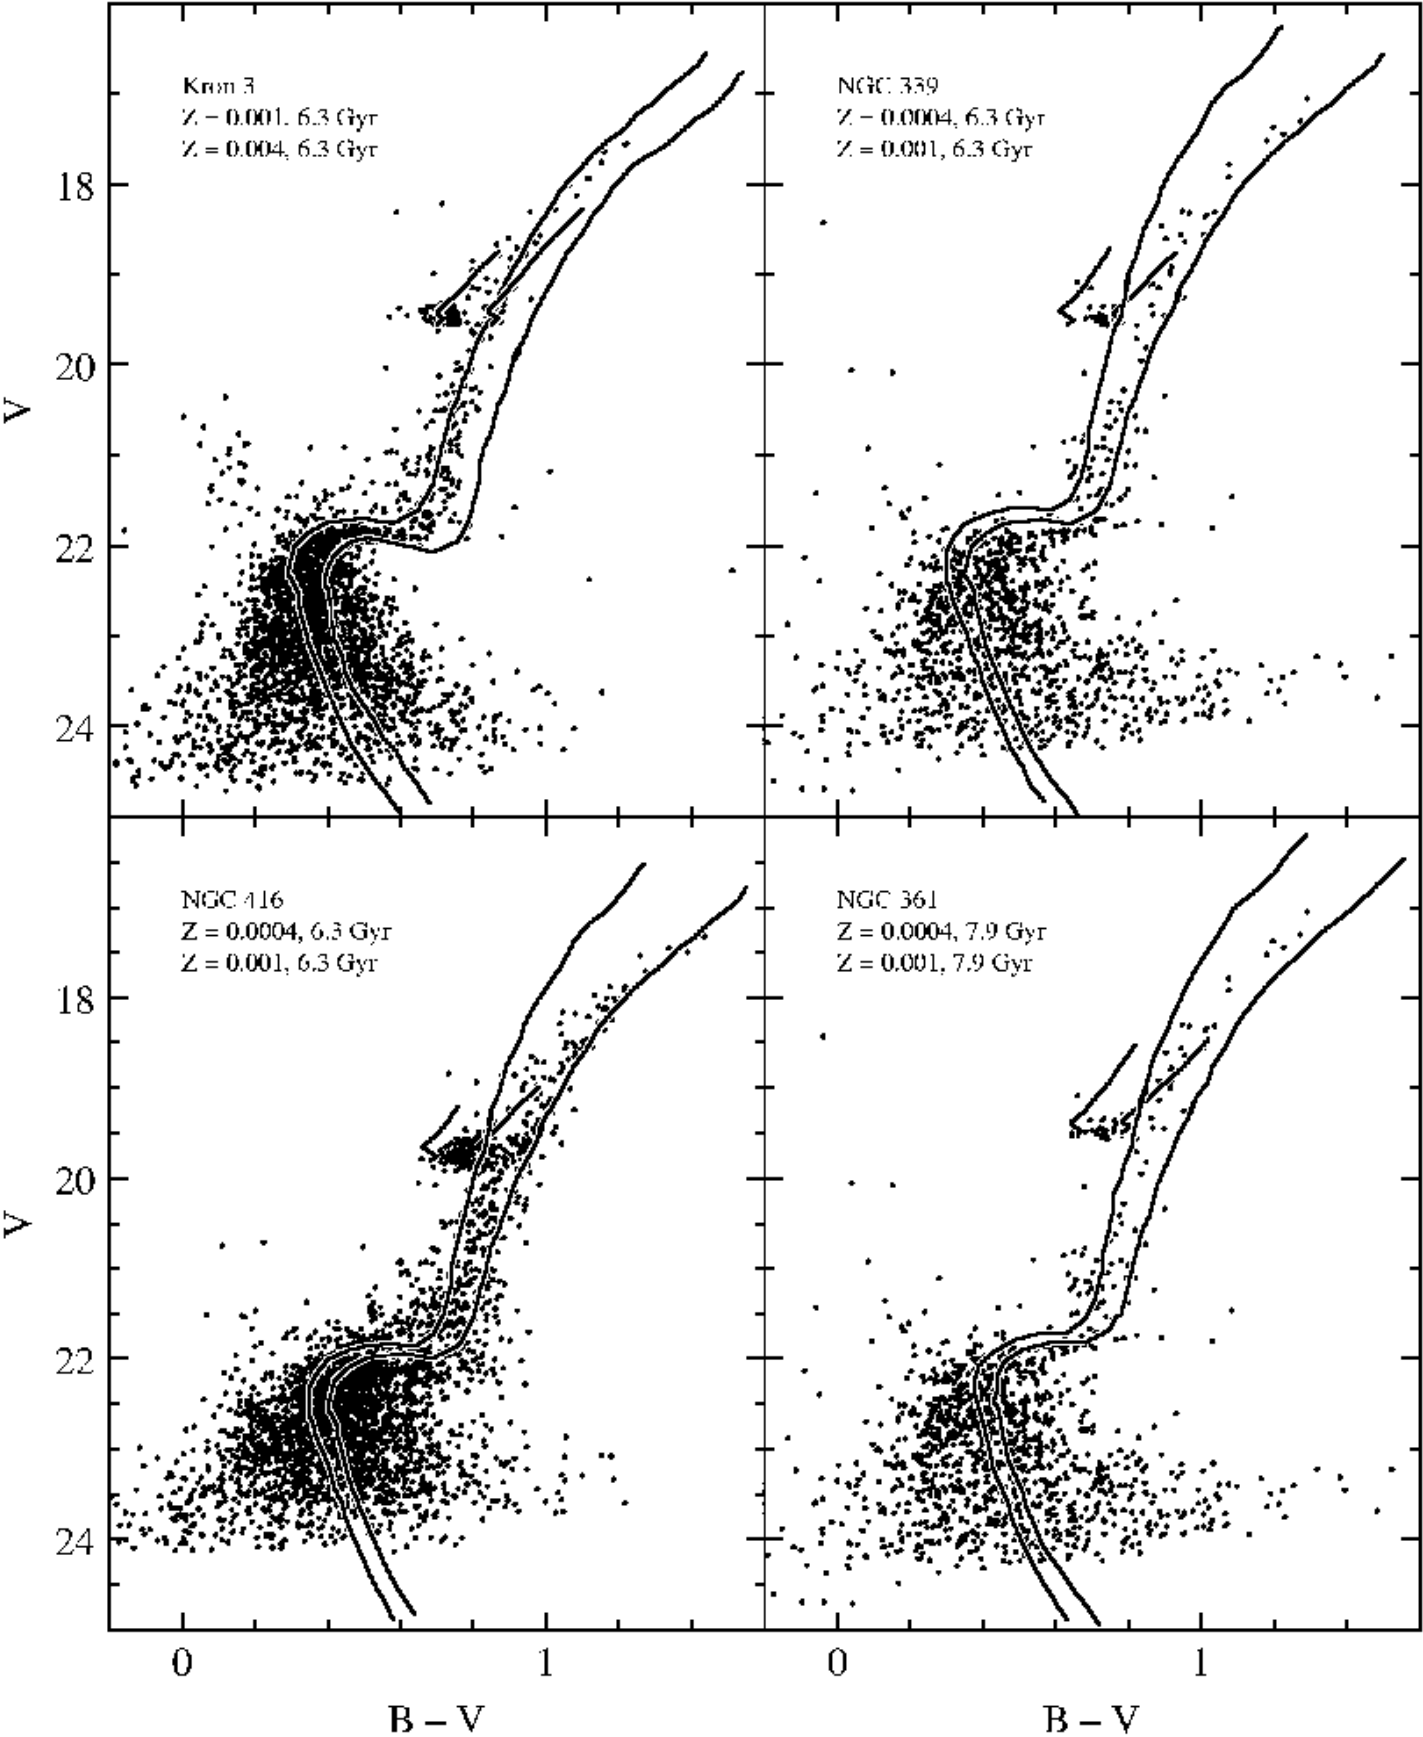 Kron 3
Z = 0.001, 6.3 Gyr
Z = 0.004, 6.3 Gyr
NGC 339
Z = 0.0004, 6.3 Gyr
Z = 0.001, 6.3 Gyr
18
20
V
22
24
NGC 416
Z = 0.0004, 6.3 Gyr
Z = 0.001, 6.3 Gyr
NGC 361
Z = 0.0004, 7.9 Gyr
Z = 0.001, 7.9 Gyr
18
20
V
22
24
0 1 0 1
B – V B – V